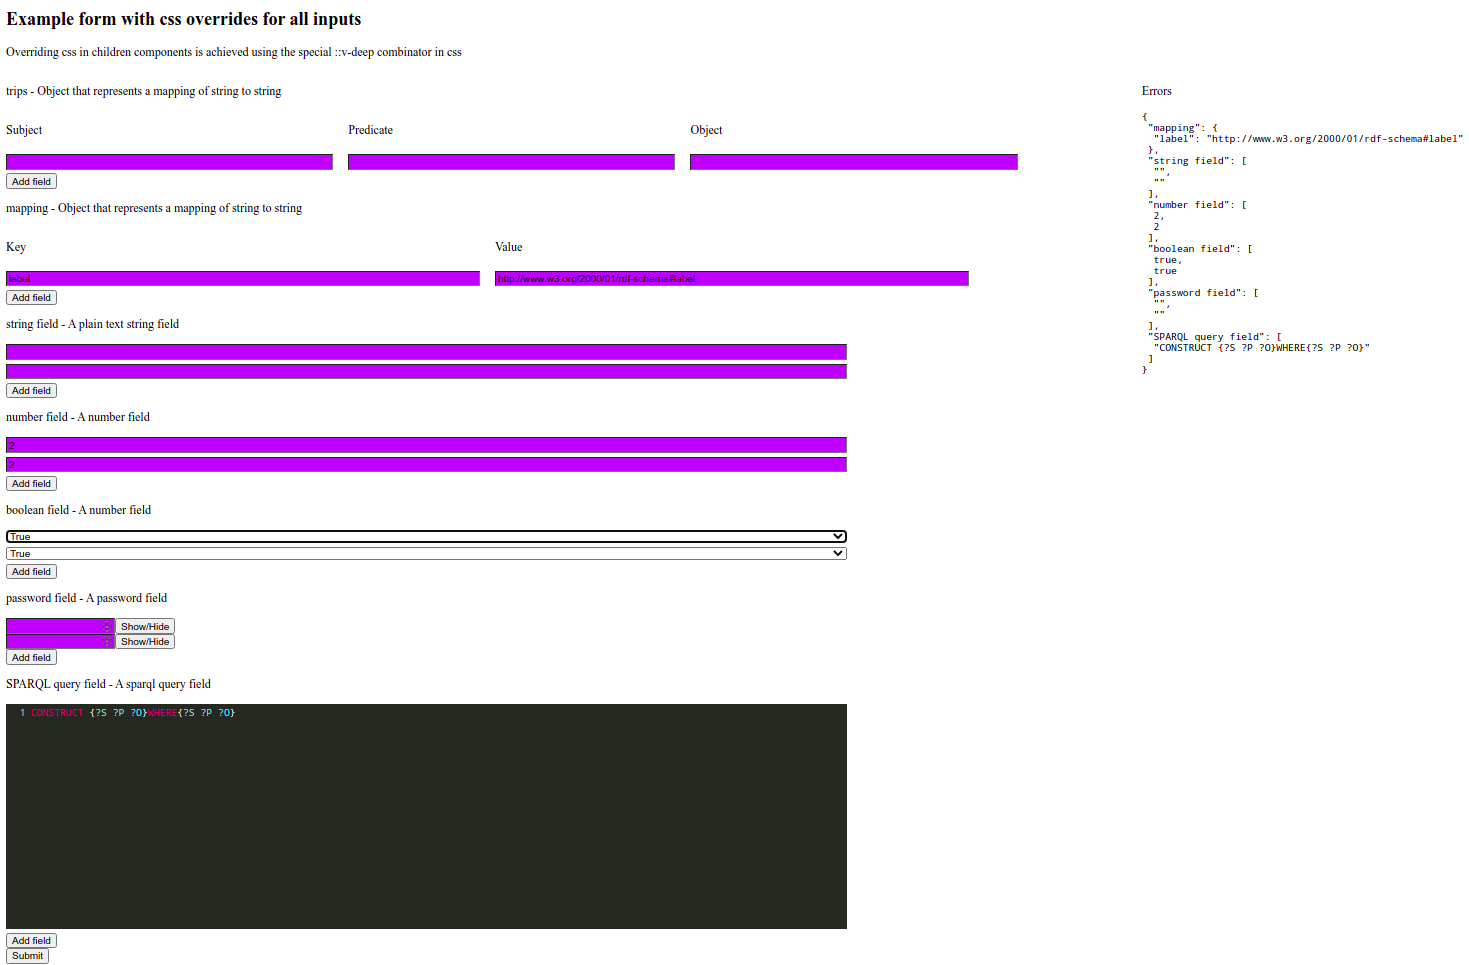 Example form with css overrides for all inputs
Overriding css in children components is achieved using the special ::v-deep combinator in css
trips - Object that represents a mapping of string to string
Subject Predicate Object
Add field
mapping - Object that represents a mapping of string to string
Key Value
label http://www.w3.org/2000/01/rdf-schema#label
Add field
string field - A plain text string field
Add field
number field - A number field
2
2
Add field
boolean field - A number field
True
True
Add field
password field - A password field
Show/Hide
Show/Hide
Add field
SPARQL query field - A sparql query field
1 CONSTRUCT {?S ?P ?O}WHERE{?S ?P ?O}
Add field
Submit
Errors
{
"mapping": {
"label": "http://www.w3.org/2000/01/rdf-schema#label"
},
"string field": [
"",
""
],
"number field": [
2,
2
],
"boolean field": [
true,
true
],
"password field": [
"",
""
],
"SPARQL query field": [
"CONSTRUCT {?S ?P ?O}WHERE{?S ?P ?O}"
]
}